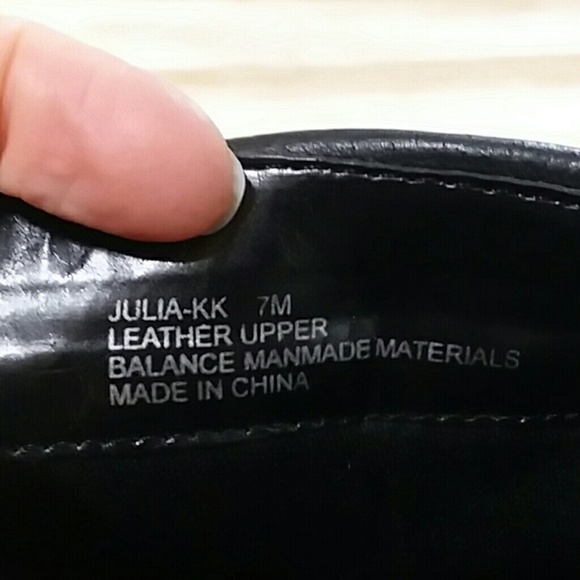 JULIA-KK 7M
LEATHER UPPER
BALANCE MANMADE MATERIALS
MADE IN CHINA